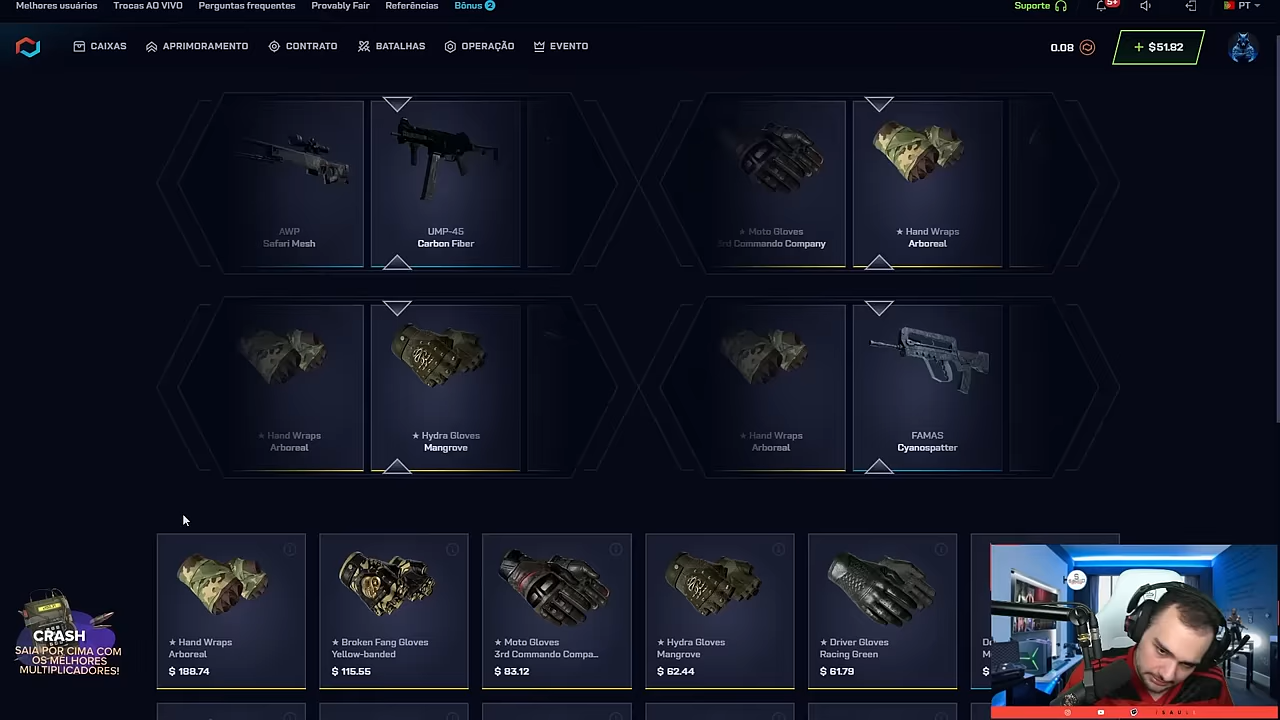 Melhores usuários Trocas AO VIVO Perguntas frequentes Provably Fair Referências Bônus 2 Suporte 5+ PT
CAIXAS APRIMORAMENTO CONTRATO BATALHAS OPERAÇÃO EVENTO 0.08 + $51.82
AWP
Safari Mesh
UMP-45
Carbon Fiber
★ Moto Gloves
3rd Commando Company
★ Hand Wraps
Arboreal
★ Hand Wraps
Arboreal
★ Hydra Gloves
Mangrove
★ Hand Wraps
Arboreal
FAMAS
Cyanospatter
★ Hand Wraps
Arboreal
$ 188.74
★ Broken Fang Gloves
Yellow-banded
$ 115.55
★ Moto Gloves
3rd Commando Compa...
$ 83.12
★ Hydra Gloves
Mangrove
$ 62.44
★ Driver Gloves
Racing Green
$ 61.79
CRASH
SAIA POR CIMA COM
OS MELHORES
MULTIPLICADORES!